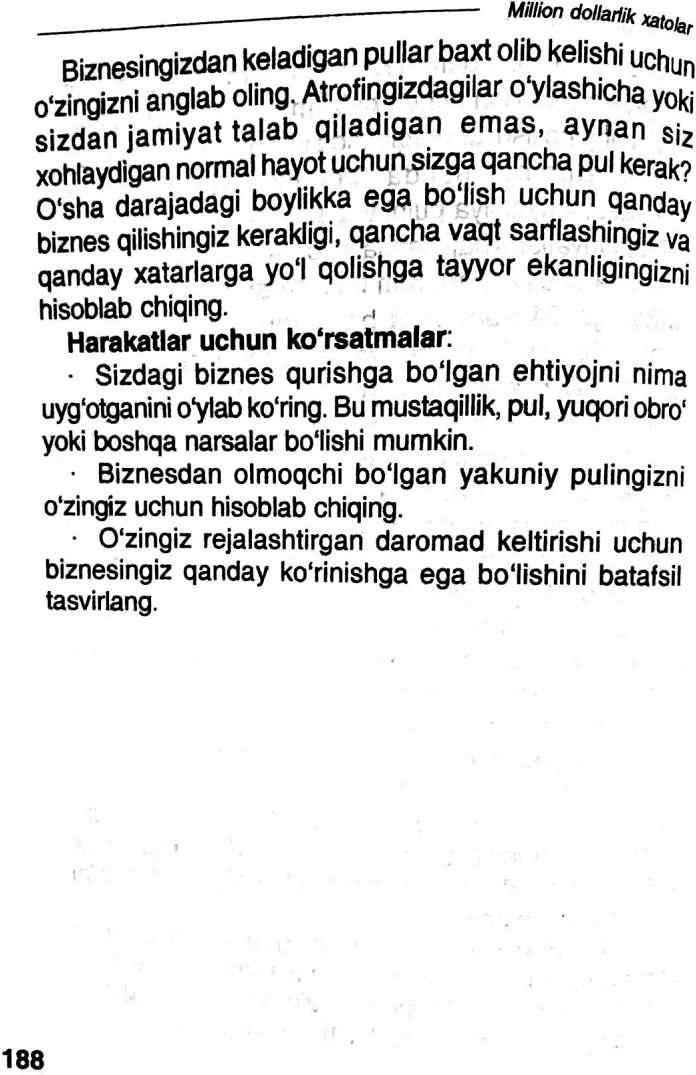 Million dollarlik xatolar
Biznesingizdan keladigan pullar baxt olib kelishi uchun
o‘zingizni anglab oling. Atrofingizdagilar o‘ylashicha yoki
sizdan jamiyat talab qiladigan emas, aynan siz
xohlaydigan normal hayot uchun sizga qancha pul kerak?
O‘sha darajadagi boylikka ega bo‘lish uchun qanday
biznes qilishingiz kerakligi, qancha vaqt sarflashingiz va
qanday xatarlarga yo‘l qolishga tayyor ekanligingizni
hisoblab chiqing.
Harakatlar uchun ko‘rsatmalar:
· Sizdagi biznes qurishga bo‘lgan ehtiyojni nima
uyg‘otganini o‘ylab ko‘ring. Bu mustaqillik, pul, yuqori obro‘
yoki boshqa narsalar bo‘lishi mumkin.
· Biznesdan olmoqchi bo‘lgan yakuniy pulingizni
o‘zingiz uchun hisoblab chiqing.
· O‘zingiz rejalashtirgan daromad keltirishi uchun
biznesingiz qanday ko‘rinishga ega bo‘lishini batafsil
tasvirlang.
188